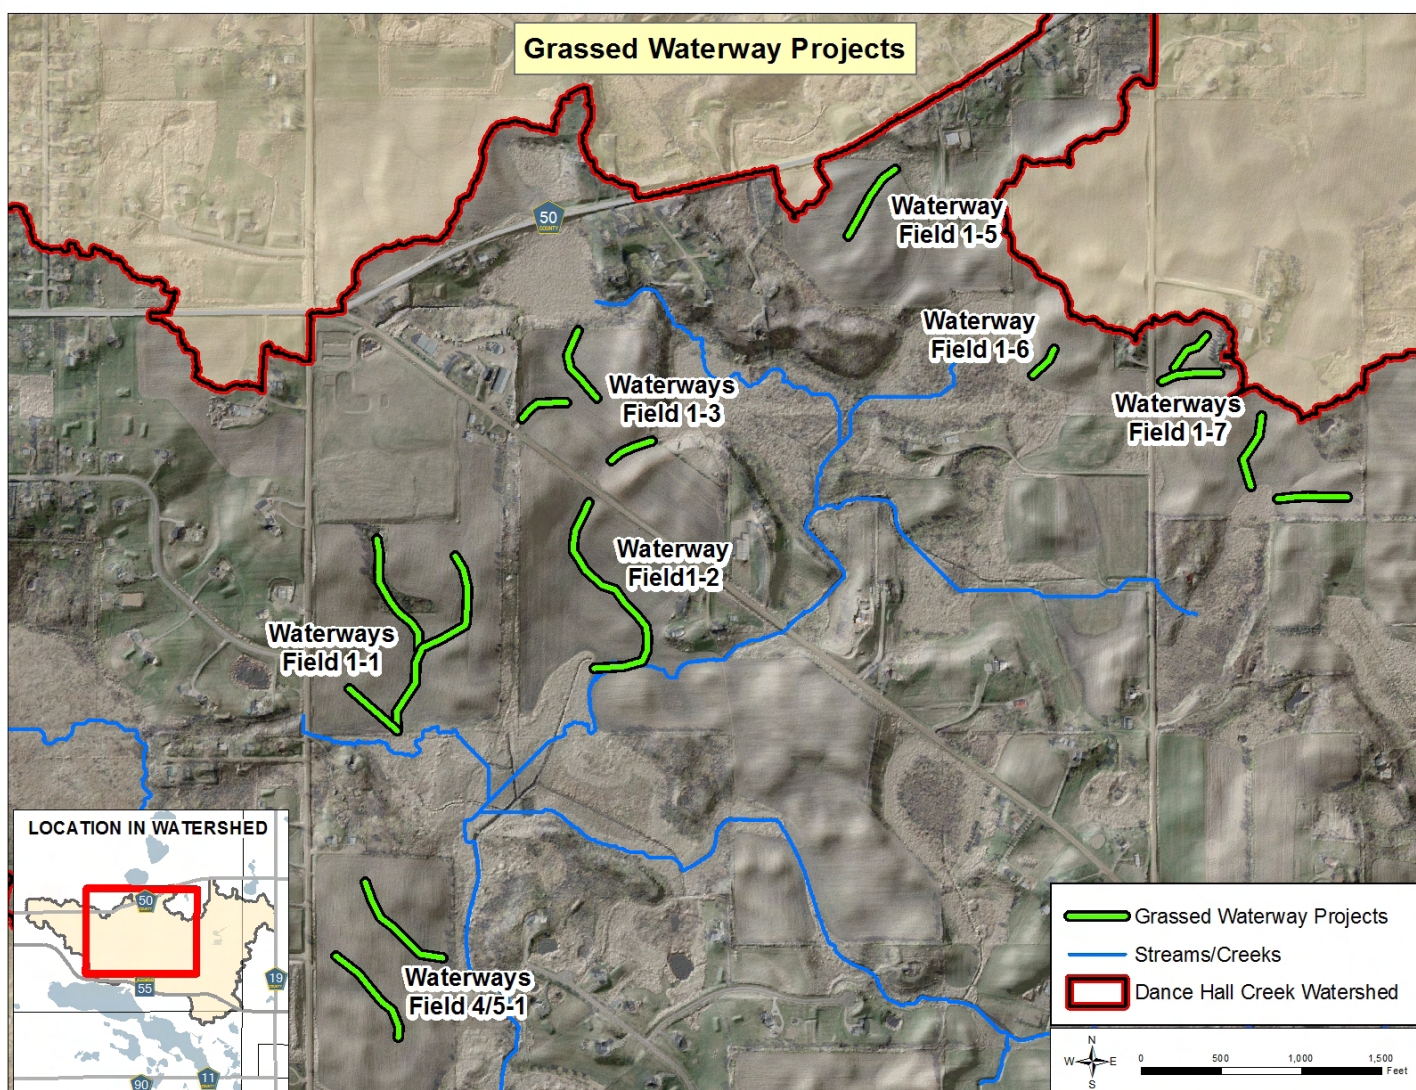 Grassed Waterway Projects
50
COUNTY
Waterway
Field 1-5
Waterway
Field 1-6
Waterways
Field 1-3
Waterways
Field 1-7
Waterway
Field1-2
Waterways
Field 1-1
Waterways
Field 4/5-1
LOCATION IN WATERSHED
50
19
55
90
11
Grassed Waterway Projects
Streams/Creeks
Dance Hall Creek Watershed
N
W E
S
0 500 1,000 1,500
Feet